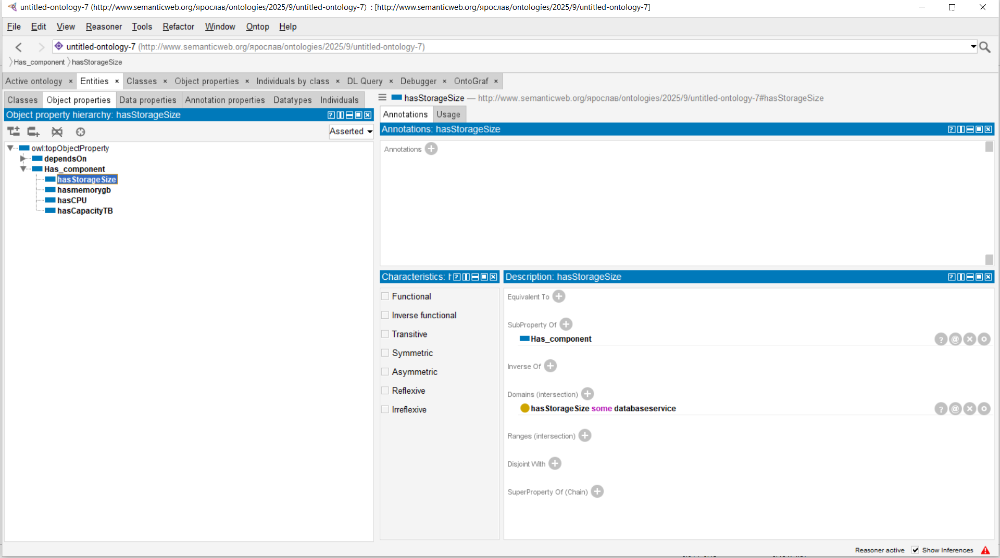 untitled-ontology-7 (http://www.semanticweb.org/ярослав/ontologies/2025/9/untitled-ontology-7) : [http://www.semanticweb.org/ярослав/ontologies/2025/9/untitled-ontology-7]
File Edit View Reasoner Tools Refactor Window Ontop Help
untitled-ontology-7 (http://www.semanticweb.org/ярослав/ontologies/2025/9/untitled-ontology-7)
Has_component hasStorageSize
Active ontology × Entities × Classes × Object properties × Individuals by class × DL Query × Debugger × OntoGraf ×
Classes Object properties Data properties Annotation properties Datatypes Individuals
Object property hierarchy: hasStorageSize
Asserted
owl:topObjectProperty
dependsOn
Has_component
hasStorageSize
hasmemorygb
hasCPU
hasCapacityTB
hasStorageSize — http://www.semanticweb.org/ярослав/ontologies/2025/9/untitled-ontology-7#hasStorageSize
Annotations Usage
Annotations: hasStorageSize
Annotations
Characteristics:
Functional
Inverse functional
Transitive
Symmetric
Asymmetric
Reflexive
Irreflexive
Description: hasStorageSize
Equivalent To
SubProperty Of
Has_component
Inverse Of
Domains (intersection)
hasStorageSize some databaseservice
Ranges (intersection)
Disjoint With
SuperProperty Of (Chain)
Reasoner active Show Inferences